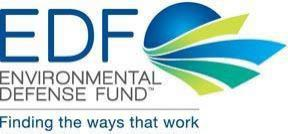 EDF
ENVIRONMENTAL
DEFENSE FUND™
Finding the ways that work